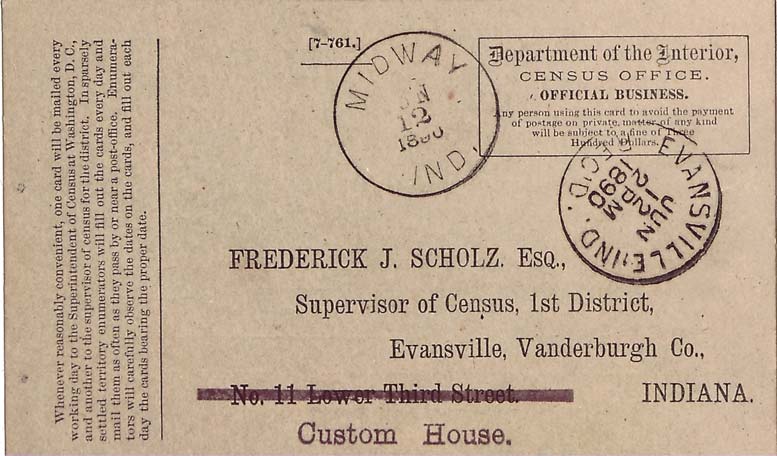 Whenever reasonably convenient, one card will be mailed every
working day to the Superintendent of Census at Washington, D. C.,
and another to the supervisor of census for the district. In sparsely
settled territory enumerators will fill out the cards every day and
mail them as often as they pass by or near a post-office. Enumera-
tors will carefully observe the dates on the cards, and fill out each
day the cards bearing the proper date.
[7-761.]
MIDWAY
12
1890
IND.
Department of the Interior,
CENSUS OFFICE.
OFFICIAL BUSINESS.
Any person using this card to avoid the payment
of postage on private matter of any kind
will be subject to a fine of Three
Hundred Dollars.
EVANSVILLE, IND.
JUN
12
M
1890
REC'D.
FREDERICK J. SCHOLZ. Esq.,
Supervisor of Census, 1st District,
Evansville, Vanderburgh Co.,
No. 11 Lower Third Street. INDIANA.
Custom House.